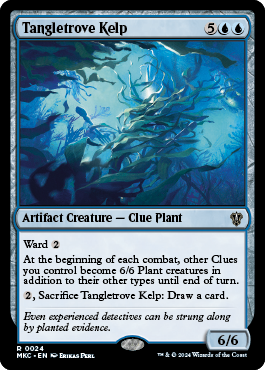 Tangletrove Kelp 5
Artifact Creature — Clue Plant
Ward 2
At the beginning of each combat, other Clues
you control become 6/6 Plant creatures in
addition to their other types until end of turn.
2, Sacrifice Tangletrove Kelp: Draw a card.
Even experienced detectives can be strung along
by planted evidence.
6/6
R 0024
MKC • EN ERIKAS PERL
™ & © 2024 Wizards of the Coast